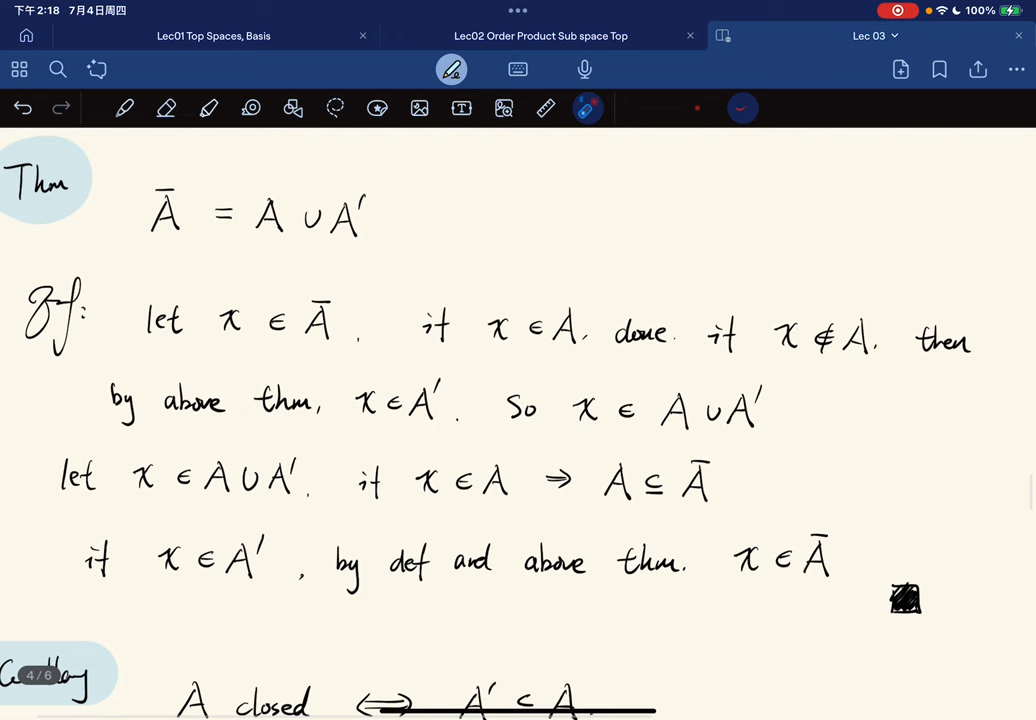 下午2:18 7月4日周四
100%
Lec01 Top Spaces, Basis
Lec02 Order Product Sub space Top
Lec 03
Thm
Ā = A ∪ A′
Pf:
let x ∈ Ā. if x ∈ A, done. if x ∉ A, then
by above thm, x ∈ A′. So x ∈ A ∪ A′
let x ∈ A ∪ A′. if x ∈ A ⇒ A ⊆ Ā
if x ∈ A′, by def and above thm. x ∈ Ā
4/6
A closed ⟺ A′ ⊂ A.